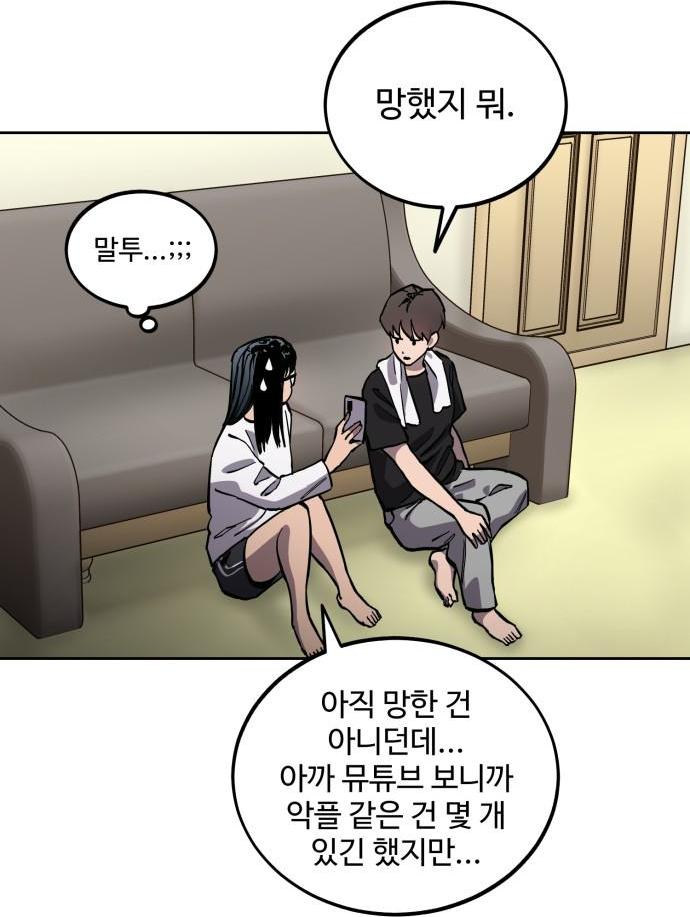 망했지 뭐.
말투...;;;
아직 망한 건
아니던데...
아까 뮤튜브 보니까
악플 같은 건 몇 개
있긴 했지만...